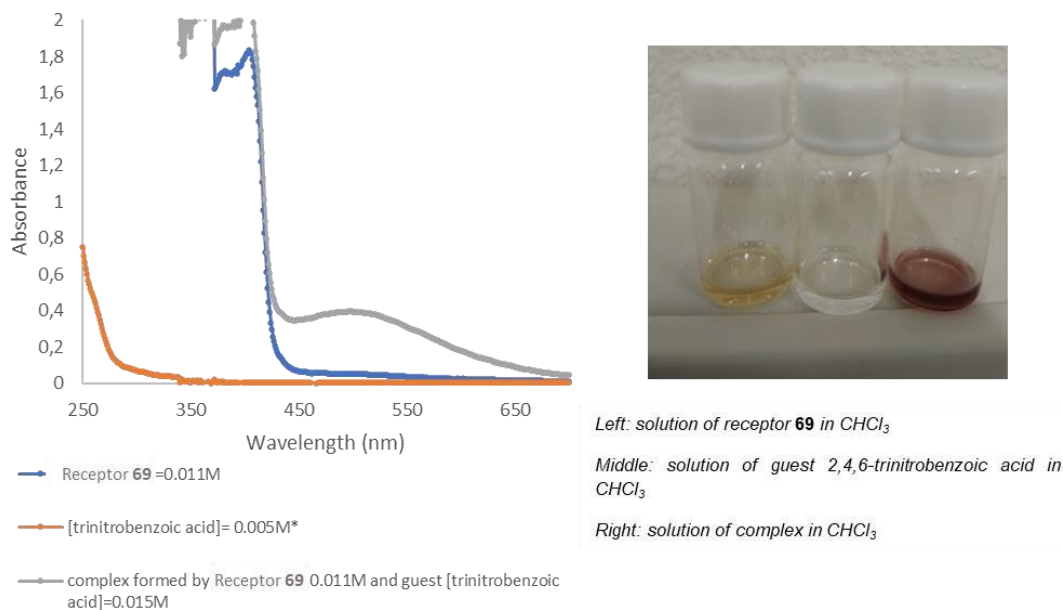 2
1,8
1,6
1,4
1,2
1
0,8
0,6
0,4
0,2
0
Absorbance
250
350
450
550
650
Wavelength (nm)
Receptor 69 =0.011M
[trinitrobenzoic acid]= 0.005M*
complex formed by Receptor 69 0.011M and guest [trinitrobenzoic
acid]=0.015M
Left: solution of receptor 69 in CHCl₃
Middle: solution of guest 2,4,6-trinitrobenzoic acid in
CHCl₃
Right: solution of complex in CHCl₃